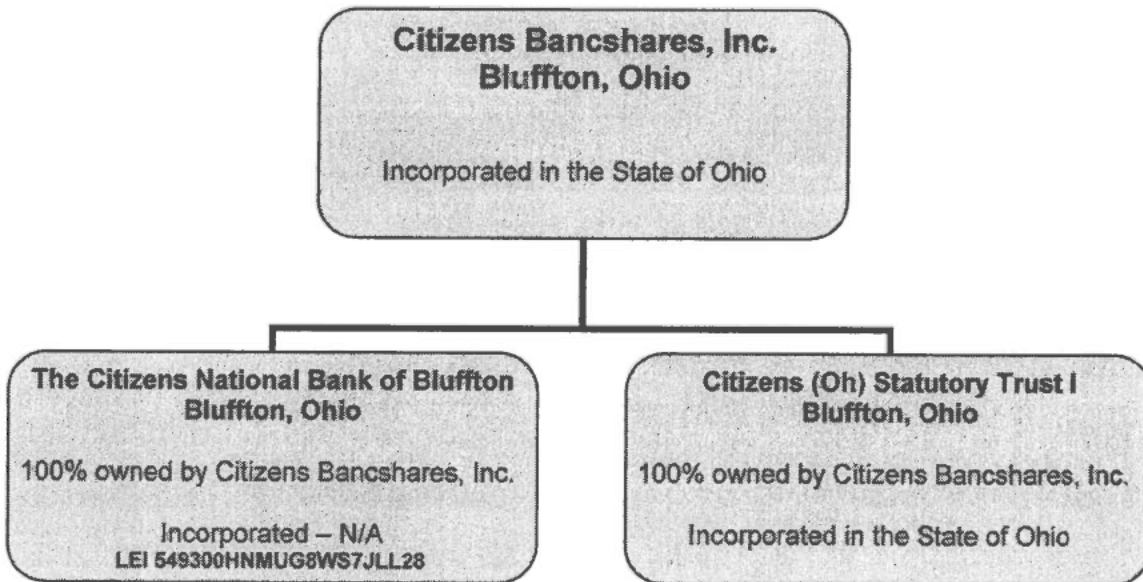 Citizens Bancshares, Inc.
Bluffton, Ohio
Incorporated in the State of Ohio
The Citizens National Bank of Bluffton
Bluffton, Ohio
100% owned by Citizens Bancshares, Inc.
Incorporated – N/A
LEI 549300HNMUG8WS7JLL28
Citizens (Oh) Statutory Trust I
Bluffton, Ohio
100% owned by Citizens Bancshares, Inc.
Incorporated in the State of Ohio